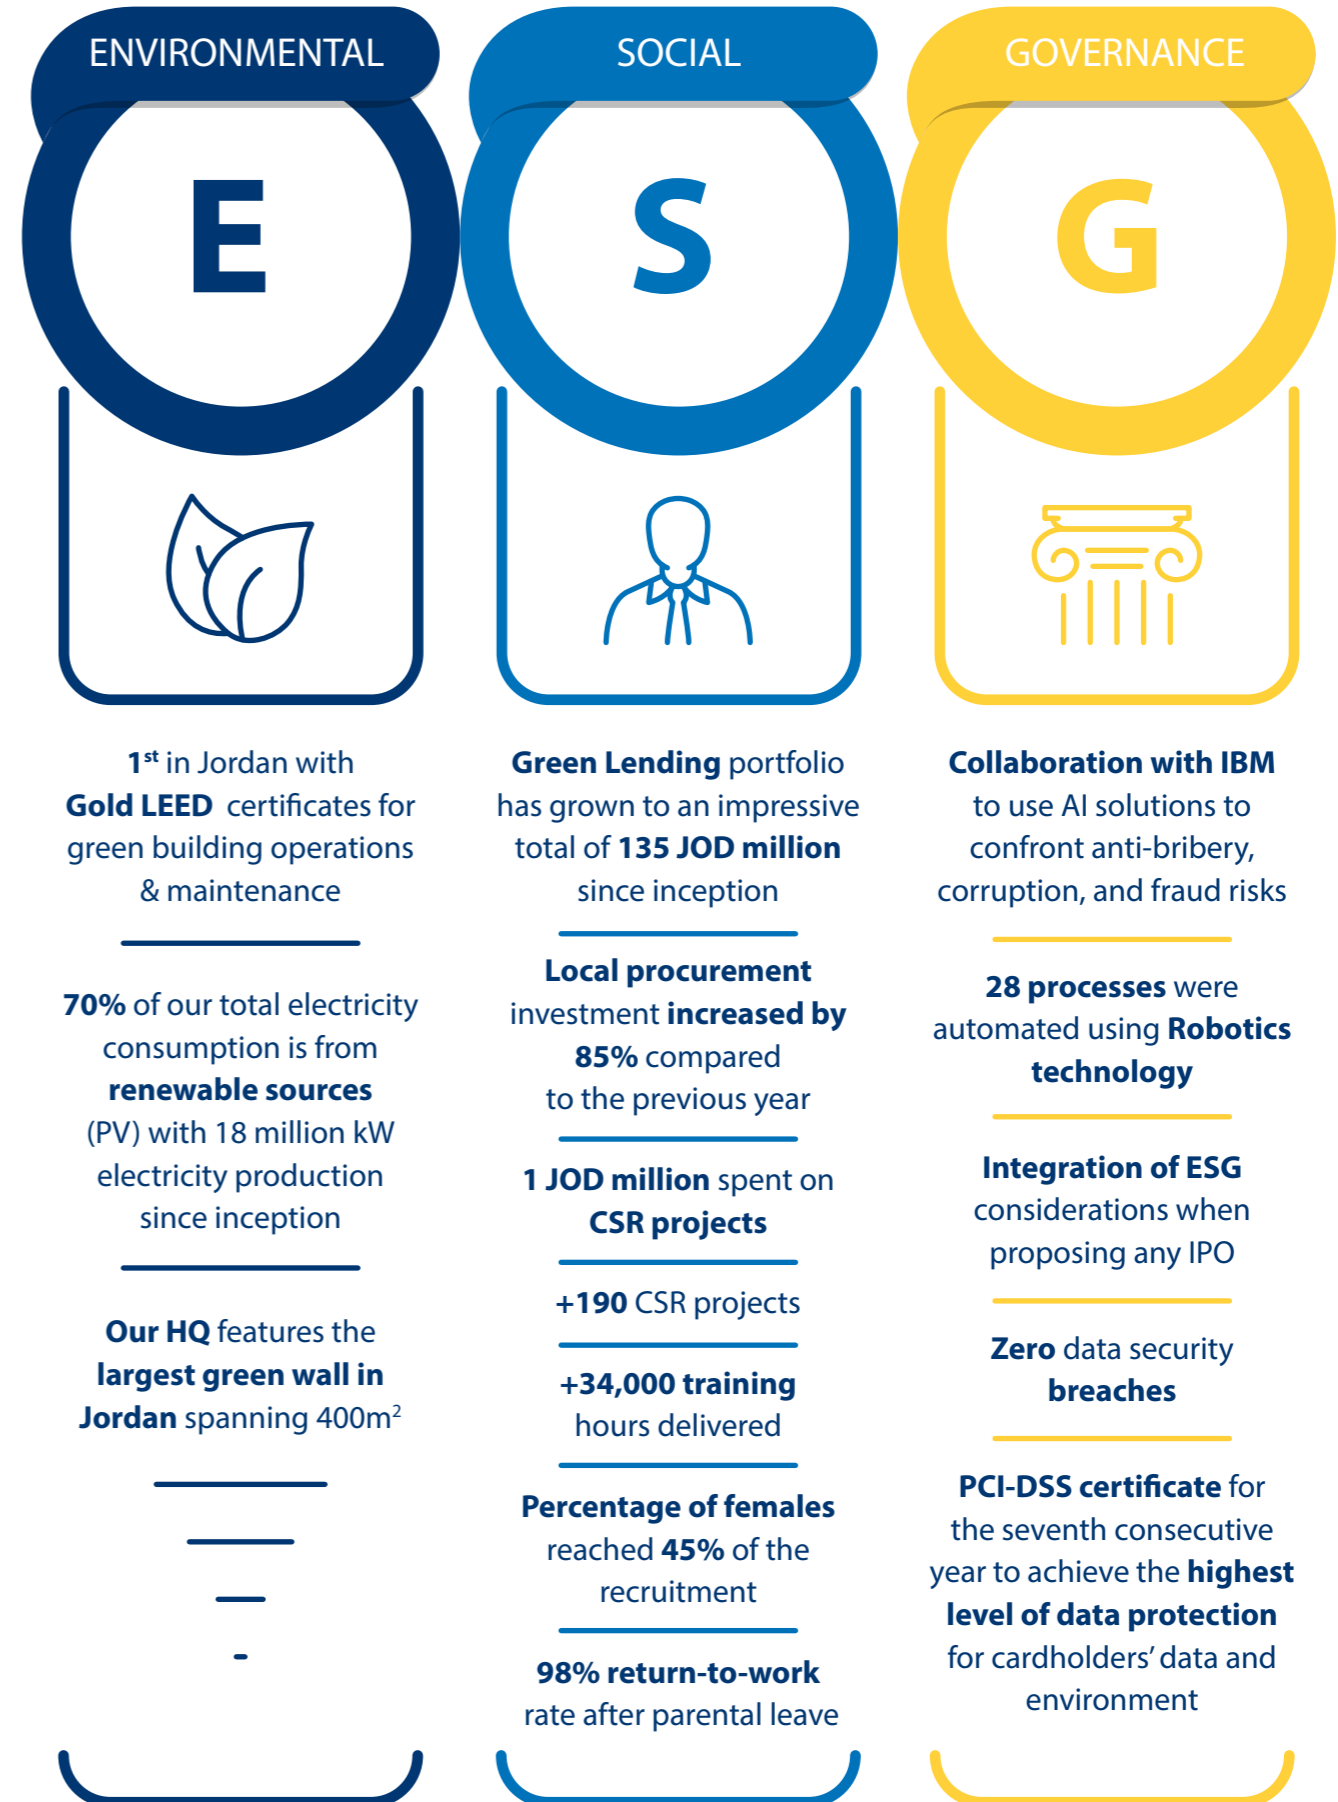 ENVIRONMENTAL
E
1st in Jordan with
Gold LEED certificates for
green building operations
& maintenance
70% of our total electricity
consumption is from
renewable sources
(PV) with 18 million kW
electricity production
since inception
Our HQ features the
largest green wall in
Jordan spanning 400m²
SOCIAL
S
Green Lending portfolio
has grown to an impressive
total of 135 JOD million
since inception
Local procurement
investment increased by
85% compared
to the previous year
1 JOD million spent on
CSR projects
+190 CSR projects
+34,000 training
hours delivered
Percentage of females
reached 45% of the
recruitment
98% return-to-work
rate after parental leave
GOVERNANCE
G
Collaboration with IBM
to use AI solutions to
confront anti-bribery,
corruption, and fraud risks
28 processes were
automated using Robotics
technology
Integration of ESG
considerations when
proposing any IPO
Zero data security
breaches
PCI-DSS certificate for
the seventh consecutive
year to achieve the highest
level of data protection
for cardholders’ data and
environment